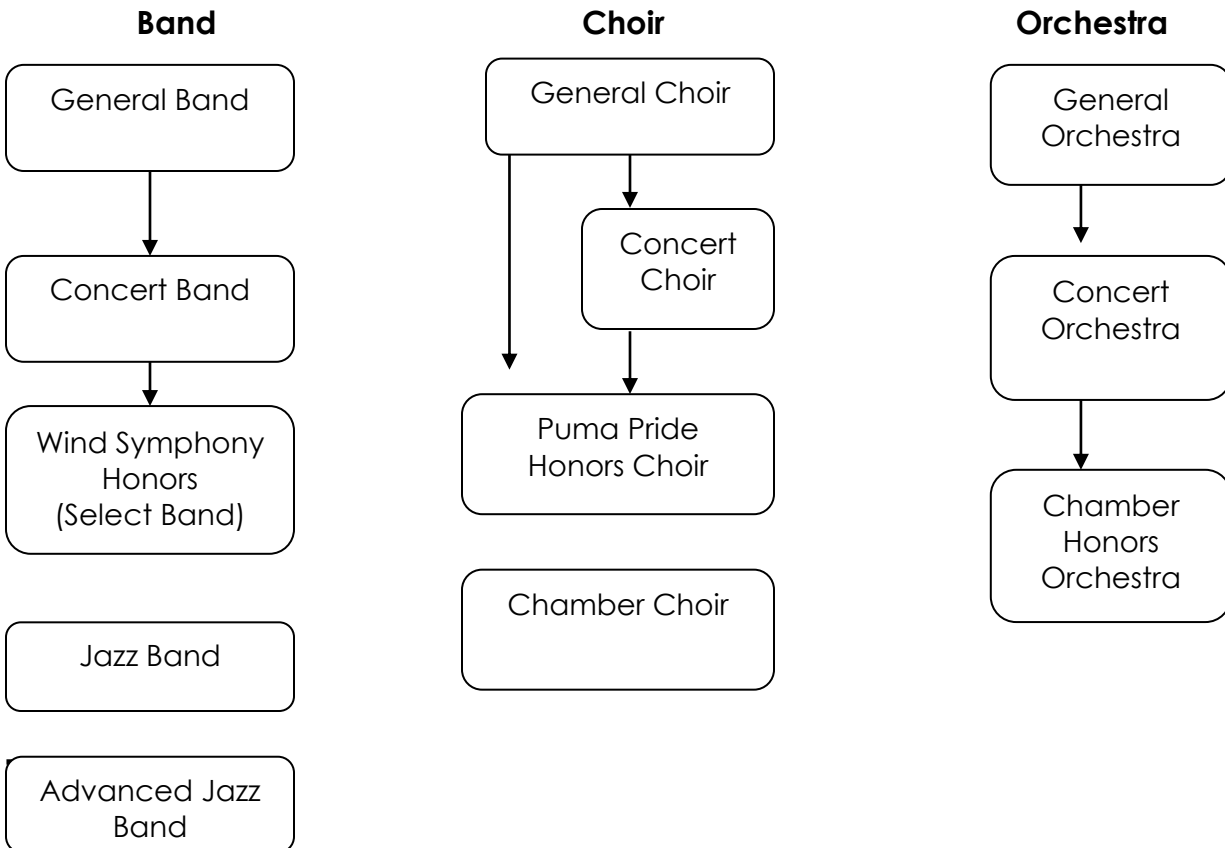 Band
General Band
Concert Band
Wind Symphony
Honors
(Select Band)
Jazz Band
Advanced Jazz
Band
Choir
General Choir
Concert
Choir
Puma Pride
Honors Choir
Chamber Choir
Orchestra
General
Orchestra
Concert
Orchestra
Chamber
Honors
Orchestra